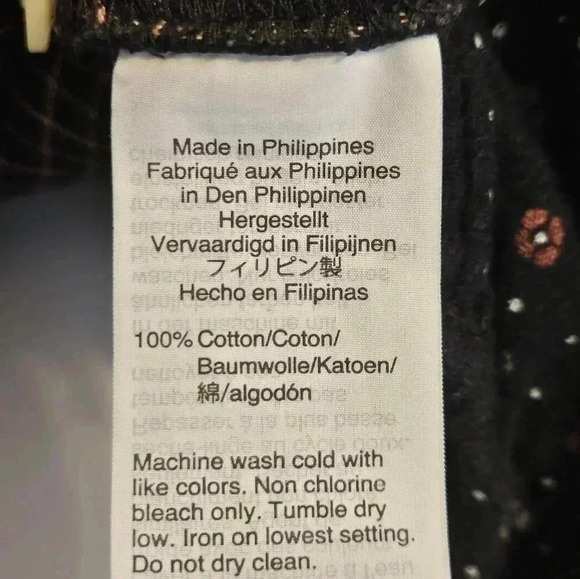 Made in Philippines
Fabriqué aux Philippines
in Den Philippinen
Hergestellt
Vervaardigd in Filipijnen
フィリピン製
Hecho en Filipinas
100% Cotton/Coton/
Baumwolle/Katoen/
綿/algodón
Machine wash cold with
like colors. Non chlorine
bleach only. Tumble dry
low. Iron on lowest setting.
Do not dry clean.